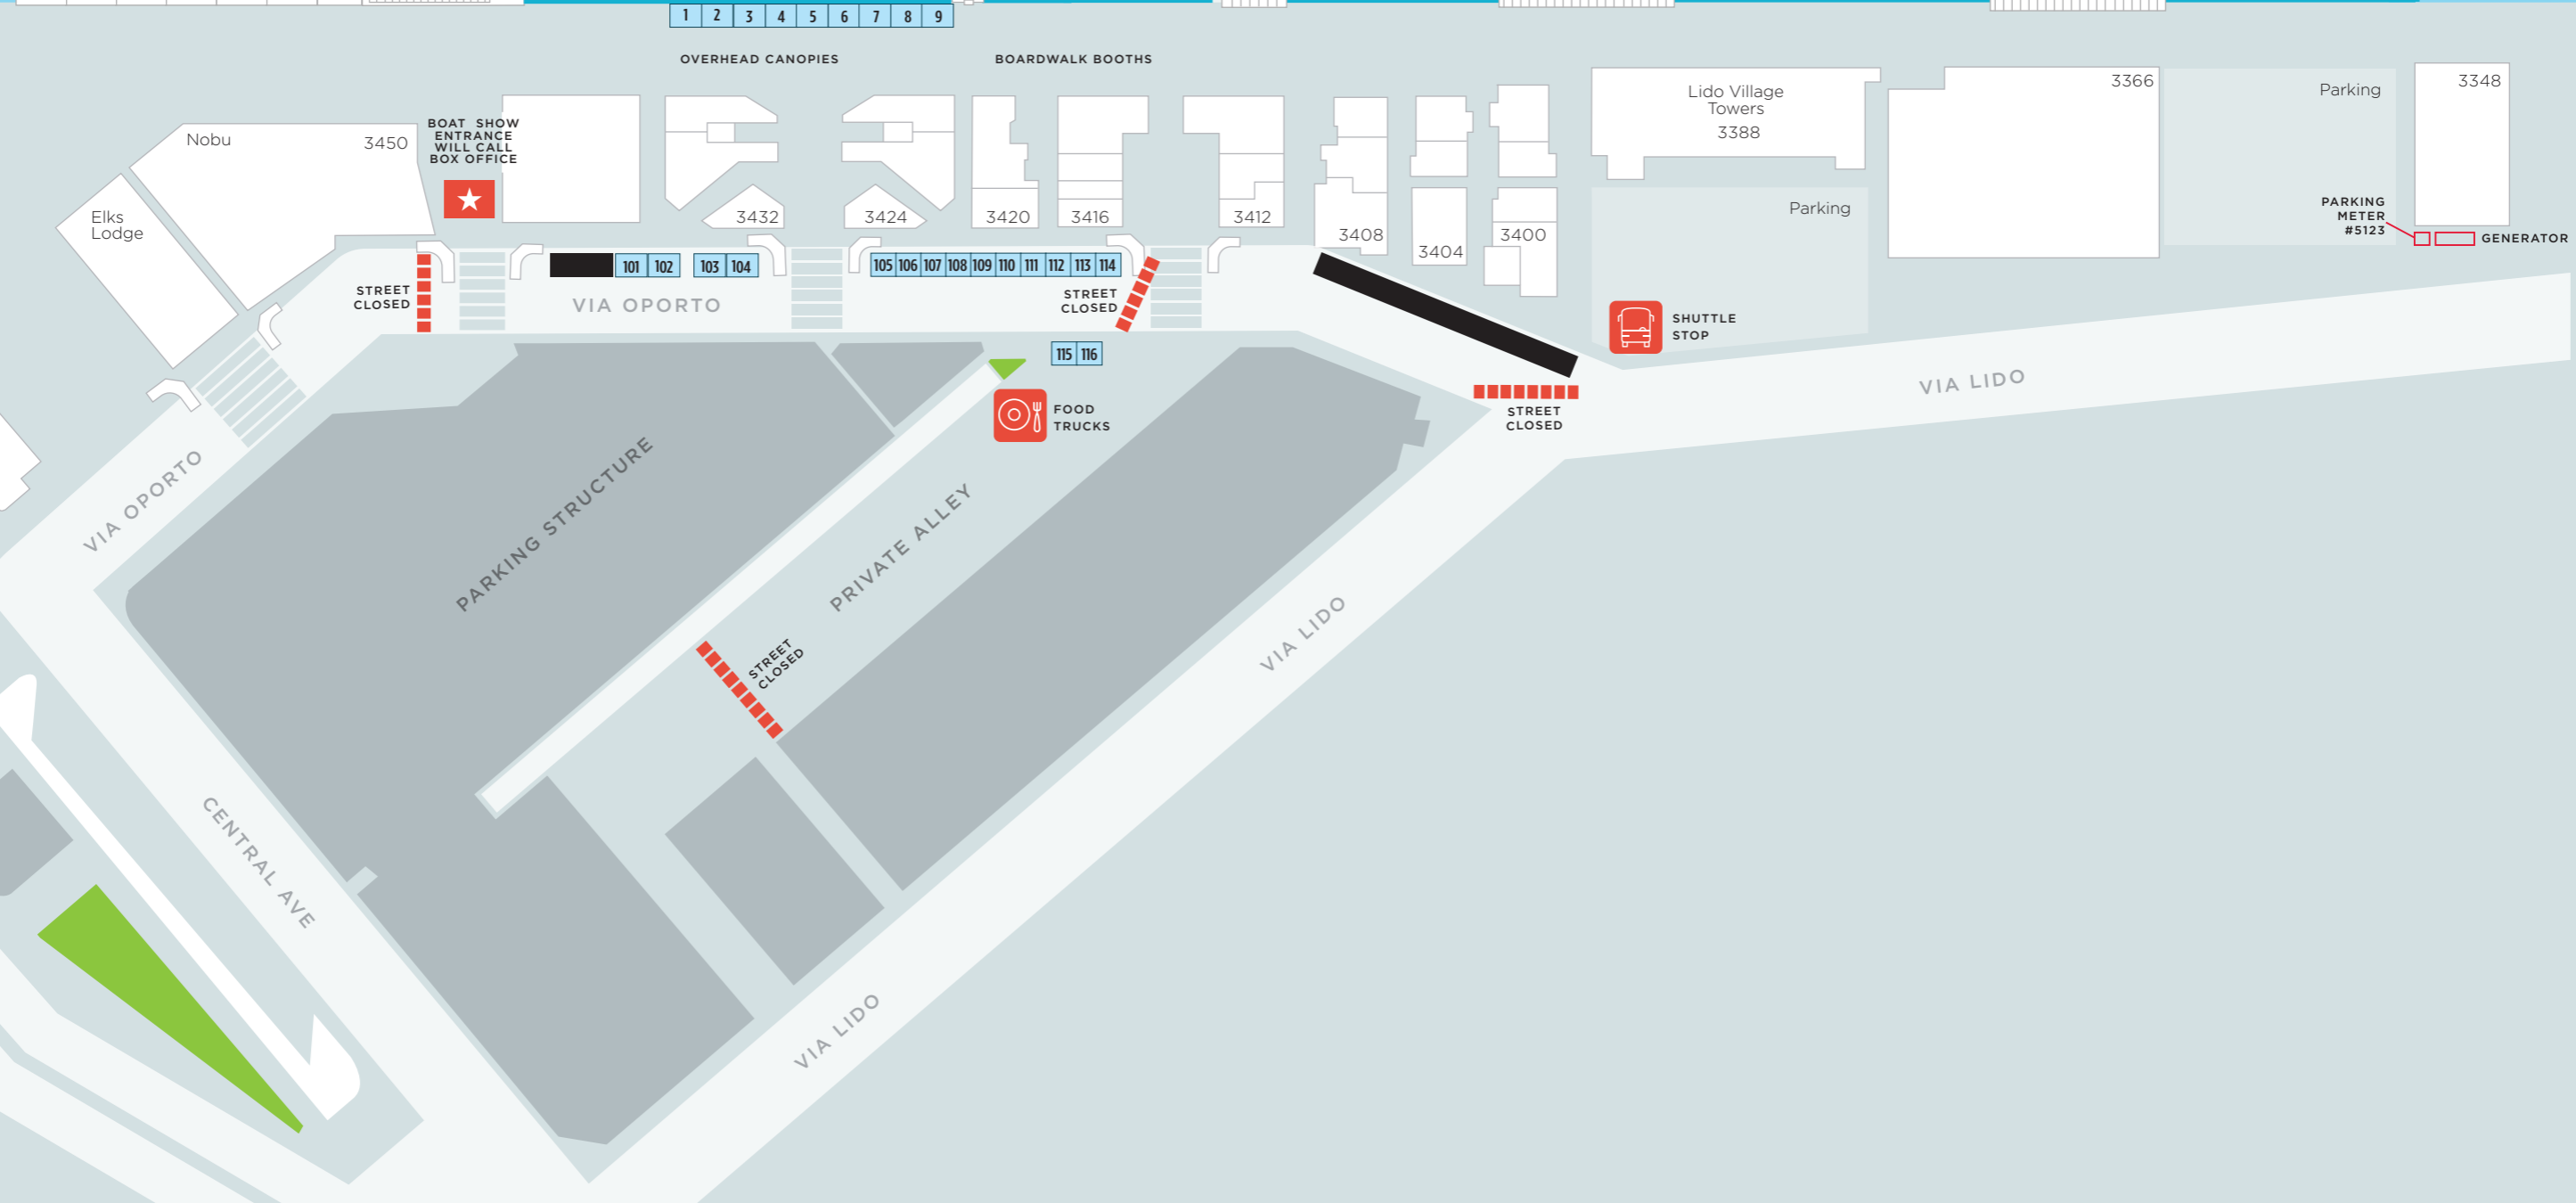 1 2 3 4 5 6 7 8 9
OVERHEAD CANOPIES
BOARDWALK BOOTHS
Nobu
3450
BOAT SHOW
ENTRANCE
WILL CALL
BOX OFFICE
Elks
Lodge
3432
3424
3420
3416
3412
3408
3404
3400
Lido Village
Towers
3388
Parking
3366
Parking
3348
PARKING
METER
#5123
GENERATOR
STREET
CLOSED
101 102 103 104
105 106 107 108 109 110 111 112 113 114
VIA OPORTO
STREET
CLOSED
115 116
FOOD
TRUCKS
SHUTTLE
STOP
STREET
CLOSED
VIA LIDO
VIA OPORTO
PARKING STRUCTURE
PRIVATE ALLEY
STREET
CLOSED
VIA LIDO
CENTRAL AVE
VIA LIDO